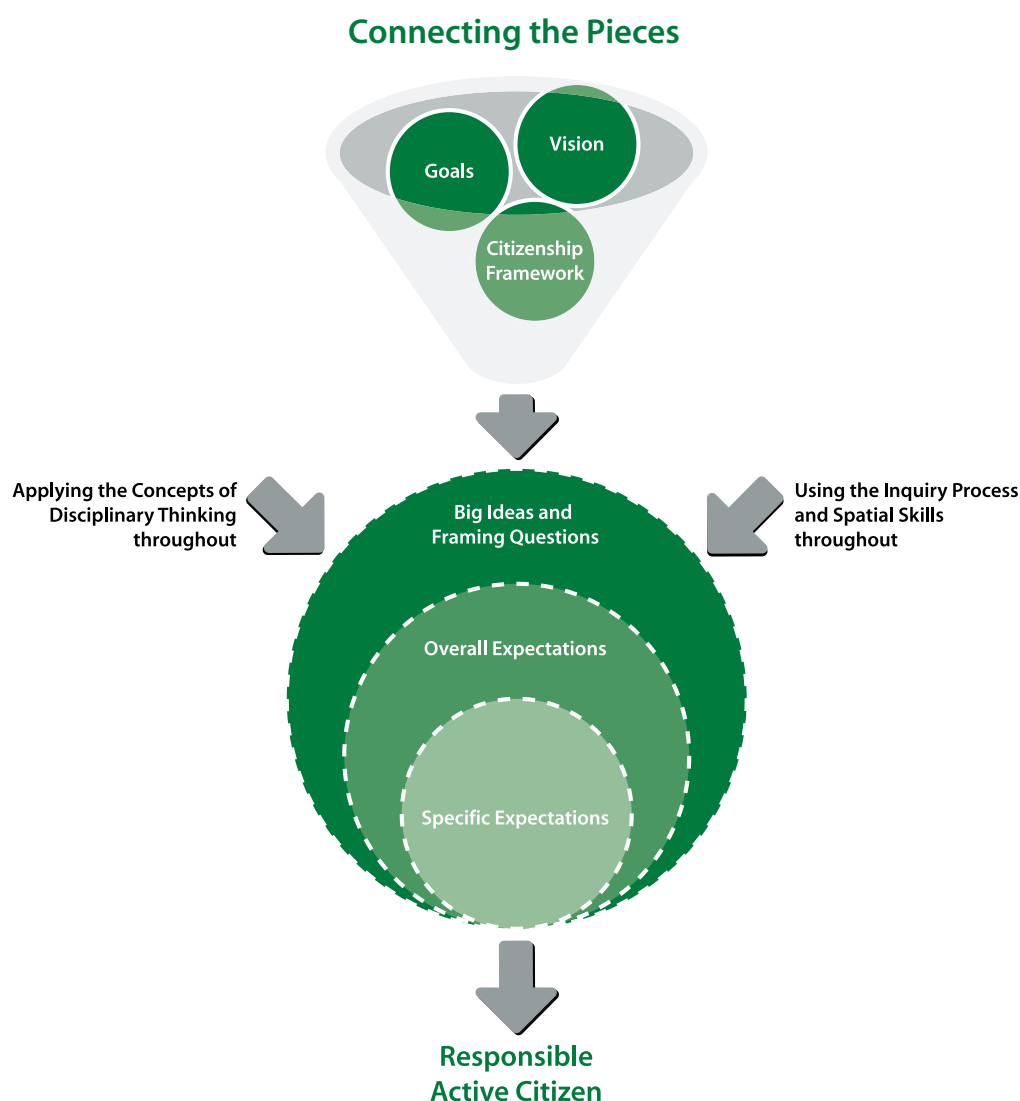 Connecting the Pieces
Goals
Vision
Citizenship
Framework
Applying the Concepts of
Disciplinary Thinking
throughout
Using the Inquiry Process
and Spatial Skills
throughout
Big Ideas and
Framing Questions
Overall Expectations
Specific Expectations
Responsible
Active Citizen